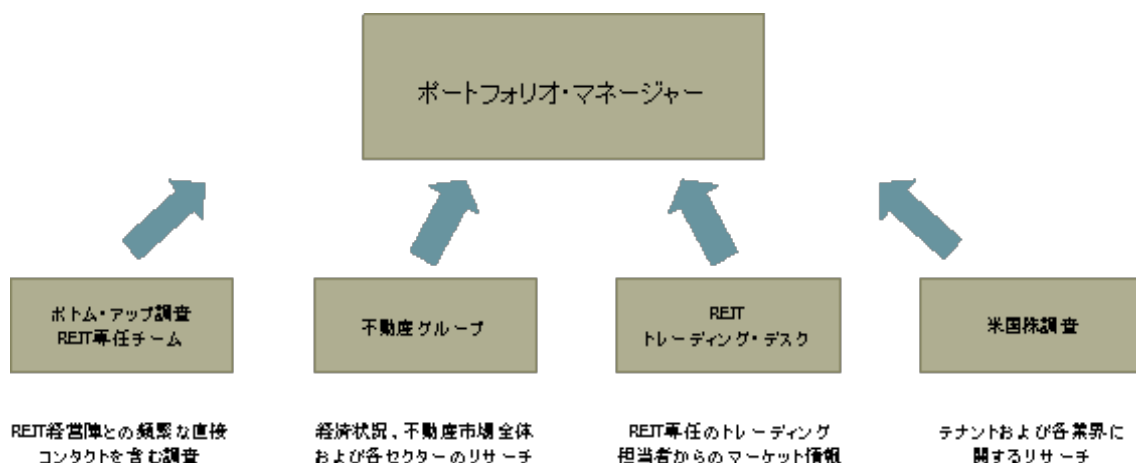 ポートフォリオ・マネージャー
ボトム・アップ調査
REIT専任チーム
不動産グループ
REIT
トレーディング・デスク
米国株調査
REIT経営陣との頻繁な直接
コンタクトを含む調査
経済状況、不動産市場全体
および各セクターのリサーチ
REIT専任のトレーディング
担当者からのマーケット情報
テナントおよび各業界に
関するリサーチ